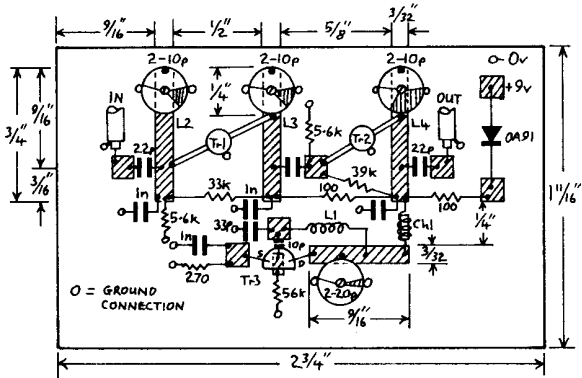 9/16" 1/2" 5/8" 3/32"
2-10p 2-10p 2-10p 0v
IN 1/4" OUT +9v
9/16" L2 L3 5·6k L4
3/4" Tr1 Tr2 OA91
22p 22p
3/16" 39k 1 11/16"
1n 33k 1n 100 100
5·6k 33p L1 Ch1 1/4"
1n 10p
S D 3/32
270 Tr3
O = GROUND
CONNECTION
56k 2-20p
9/16"
2 3/4"